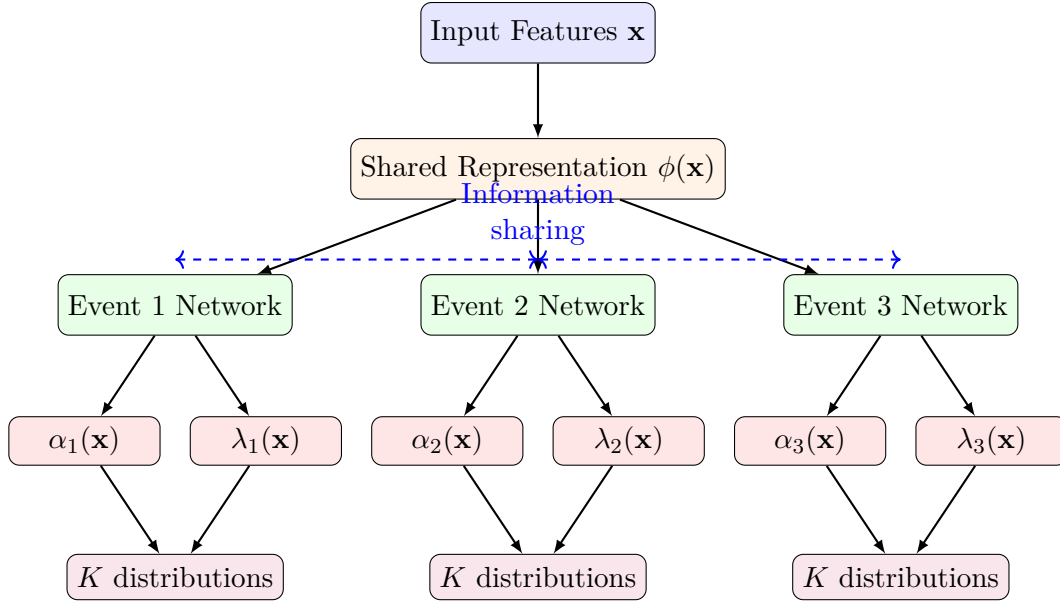 Input Features x
Shared Representation ϕ(x)
Information
sharing
Event 1 Network
Event 2 Network
Event 3 Network
α₁(x)
λ₁(x)
α₂(x)
λ₂(x)
α₃(x)
λ₃(x)
K distributions
K distributions
K distributions